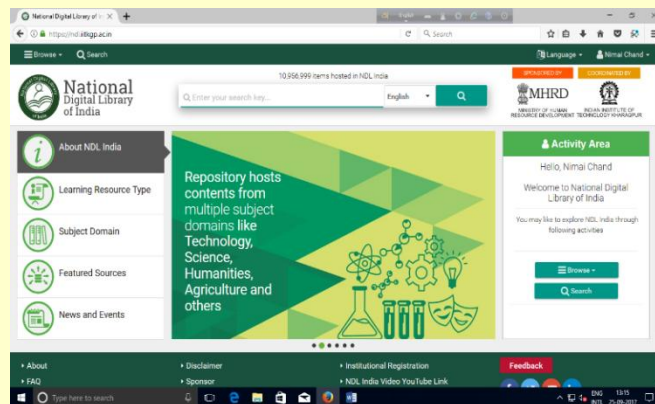 National Digital Library of In
https://ndl.iitkgp.ac.in
Search
Browse
Search
Language
Nimai Chand
National
Digital Library
of India
10,956,999 items hosted in NDL India
Enter your search key...
English
SPONSORED BY
COORDINATED BY
MHRD
MINISTRY OF HUMAN
RESOURCE DEVELOPMENT
INDIAN INSTITUTE OF
TECHNOLOGY KHARAGPUR
About NDL India
Learning Resource Type
Subject Domain
Featured Sources
News and Events
Repository hosts
contents from
multiple subject
domains like
Technology,
Science,
Humanities,
Agriculture and
others
Activity Area
Hello, Nimai Chand
Welcome to National Digital
Library of India
You may like to explore NDL India through
following activities
Browse
Search
About
Disclaimer
Institutional Registration
Feedback
FAQ
Sponsor
NDL India Video YouTube Link
Type here to search
ENG
INTL
13:15
25-09-2017